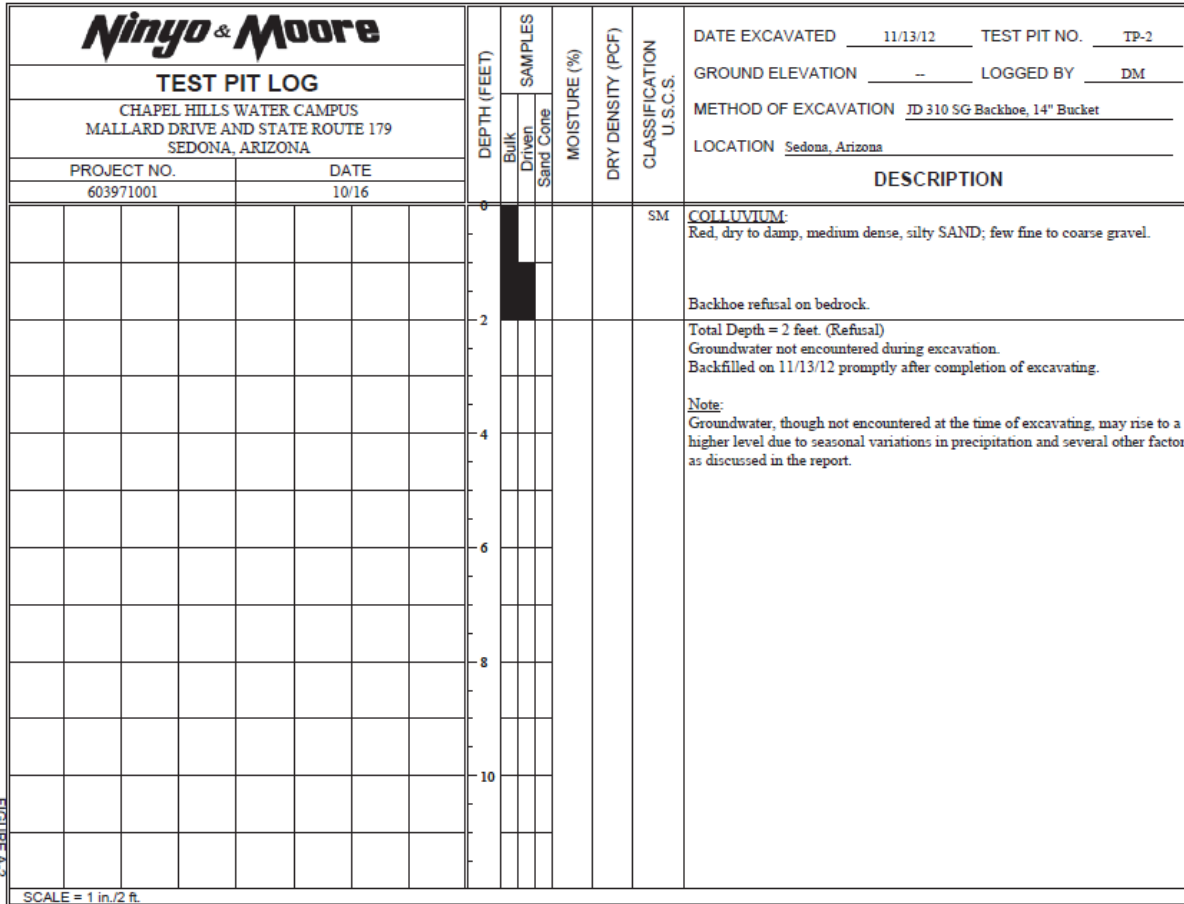 Ninyo & Moore
TEST PIT LOG
CHAPEL HILLS WATER CAMPUS
MALLARD DRIVE AND STATE ROUTE 179
SEDONA, ARIZONA
PROJECT NO. DATE
603971001 10/16
DEPTH (FEET)
SAMPLES
Bulk
Driven
Sand Cone
MOISTURE (%)
DRY DENSITY (PCF)
CLASSIFICATION
U.S.C.S.
DATE EXCAVATED 11/13/12 TEST PIT NO. TP-2
GROUND ELEVATION -- LOGGED BY DM
METHOD OF EXCAVATION JD 310 SG Backhoe, 14" Bucket
LOCATION Sedona, Arizona
DESCRIPTION
0
SM COLLUVIUM:
Red, dry to damp, medium dense, silty SAND; few fine to coarse gravel.
Backhoe refusal on bedrock.
2
Total Depth = 2 feet. (Refusal)
Groundwater not encountered during excavation.
Backfilled on 11/13/12 promptly after completion of excavating.
Note:
Groundwater, though not encountered at the time of excavating, may rise to a
4
higher level due to seasonal variations in precipitation and several other factor
as discussed in the report.
6
8
10
FIGURE A-2
SCALE = 1 in./2 ft.